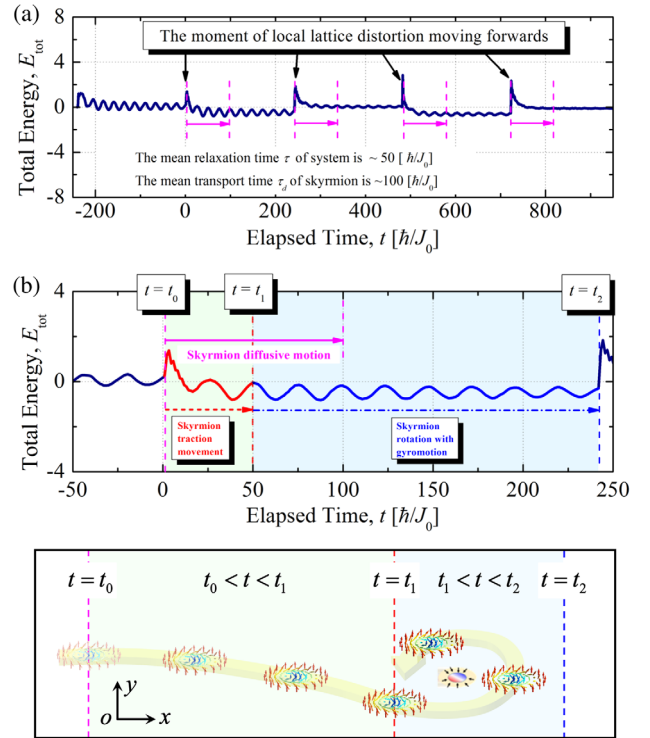 (a)
8
4
0
-4
-8
Total Energy, E_tot
The moment of local lattice distortion moving forwards
The mean relaxation time τ of system is ~ 50 [ ħ/J₀]
The mean transport time τ_d of skyrmion is ~100 [ħ/J₀]
-200 0 200 400 600 800
Elapsed Time, t [ħ/J₀]
(b)
4
0
-4
Total Energy, E_tot
t = t₀ t = t₁ t = t₂
Skyrmion diffusive motion
Skyrmion
traction
movement
Skyrmion
rotation with
gyromotion
-50 0 50 100 150 200 250
Elapsed Time, t [ħ/J₀]
t = t₀ t₀ < t < t₁ t = t₁ t₁ < t < t₂ t = t₂
y
o x